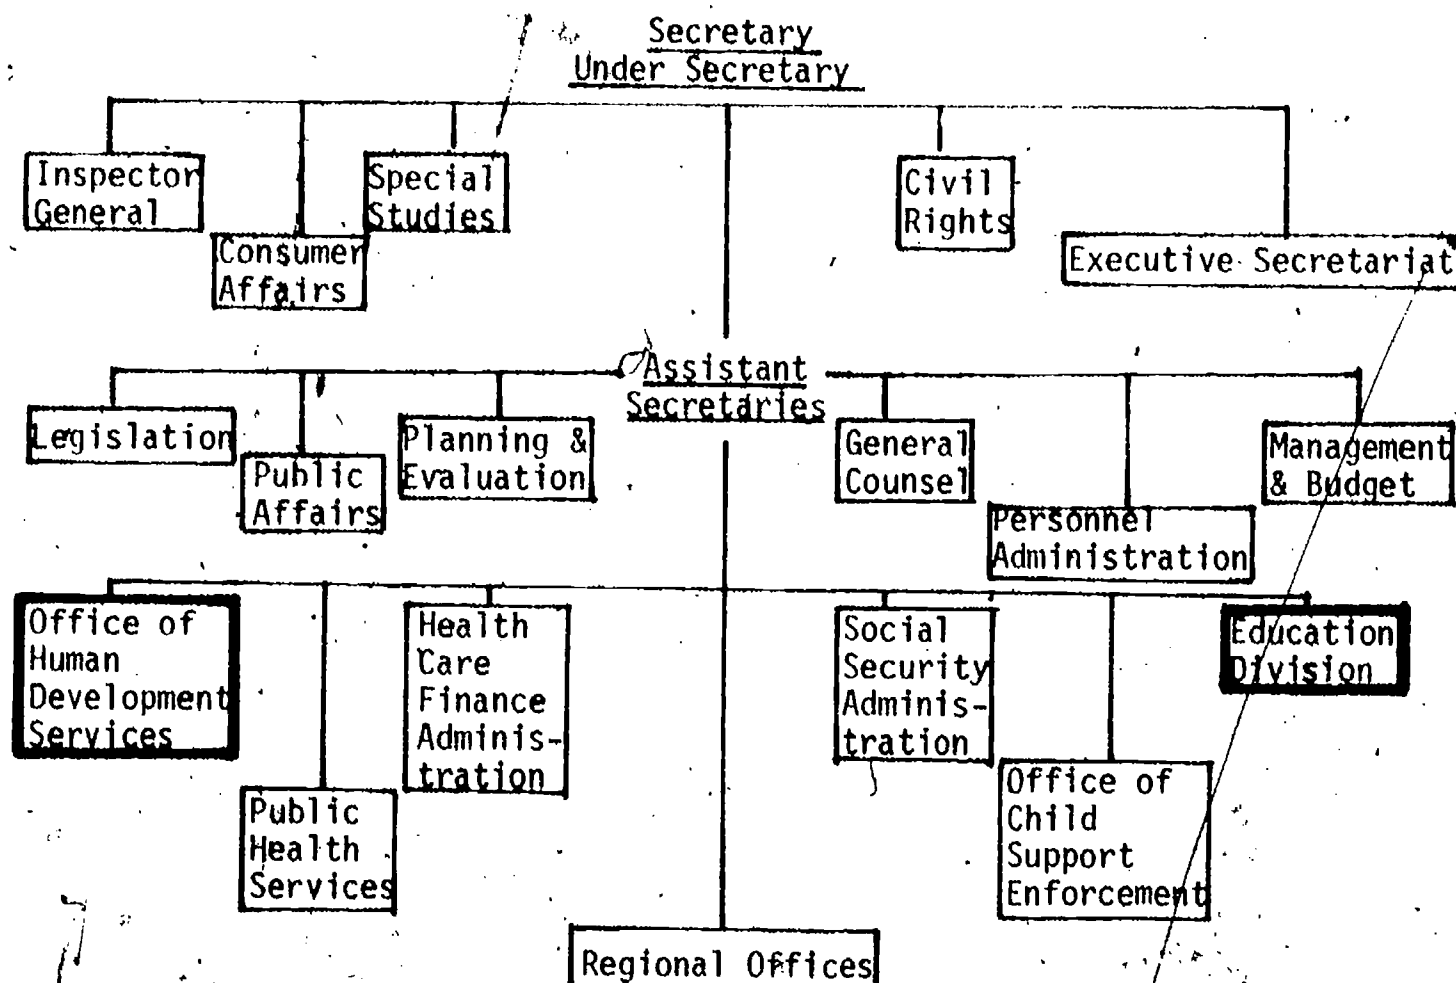 Secretary
Under Secretary
Inspector
General
Consumer
Affairs
Special
Studies
Civil
Rights
Executive Secretariat
Assistant
Secretaries
Legislation
Public
Affairs
Planning &
Evaluation
General
Counsel
Personnel
Administration
Management
& Budget
Office of
Human
Development
Services
Public
Health
Services
Health
Care
Finance
Adminis-
tration
Social
Security
Adminis-
tration
Office of
Child
Support
Enforcement
Education
Division
Regional Offices